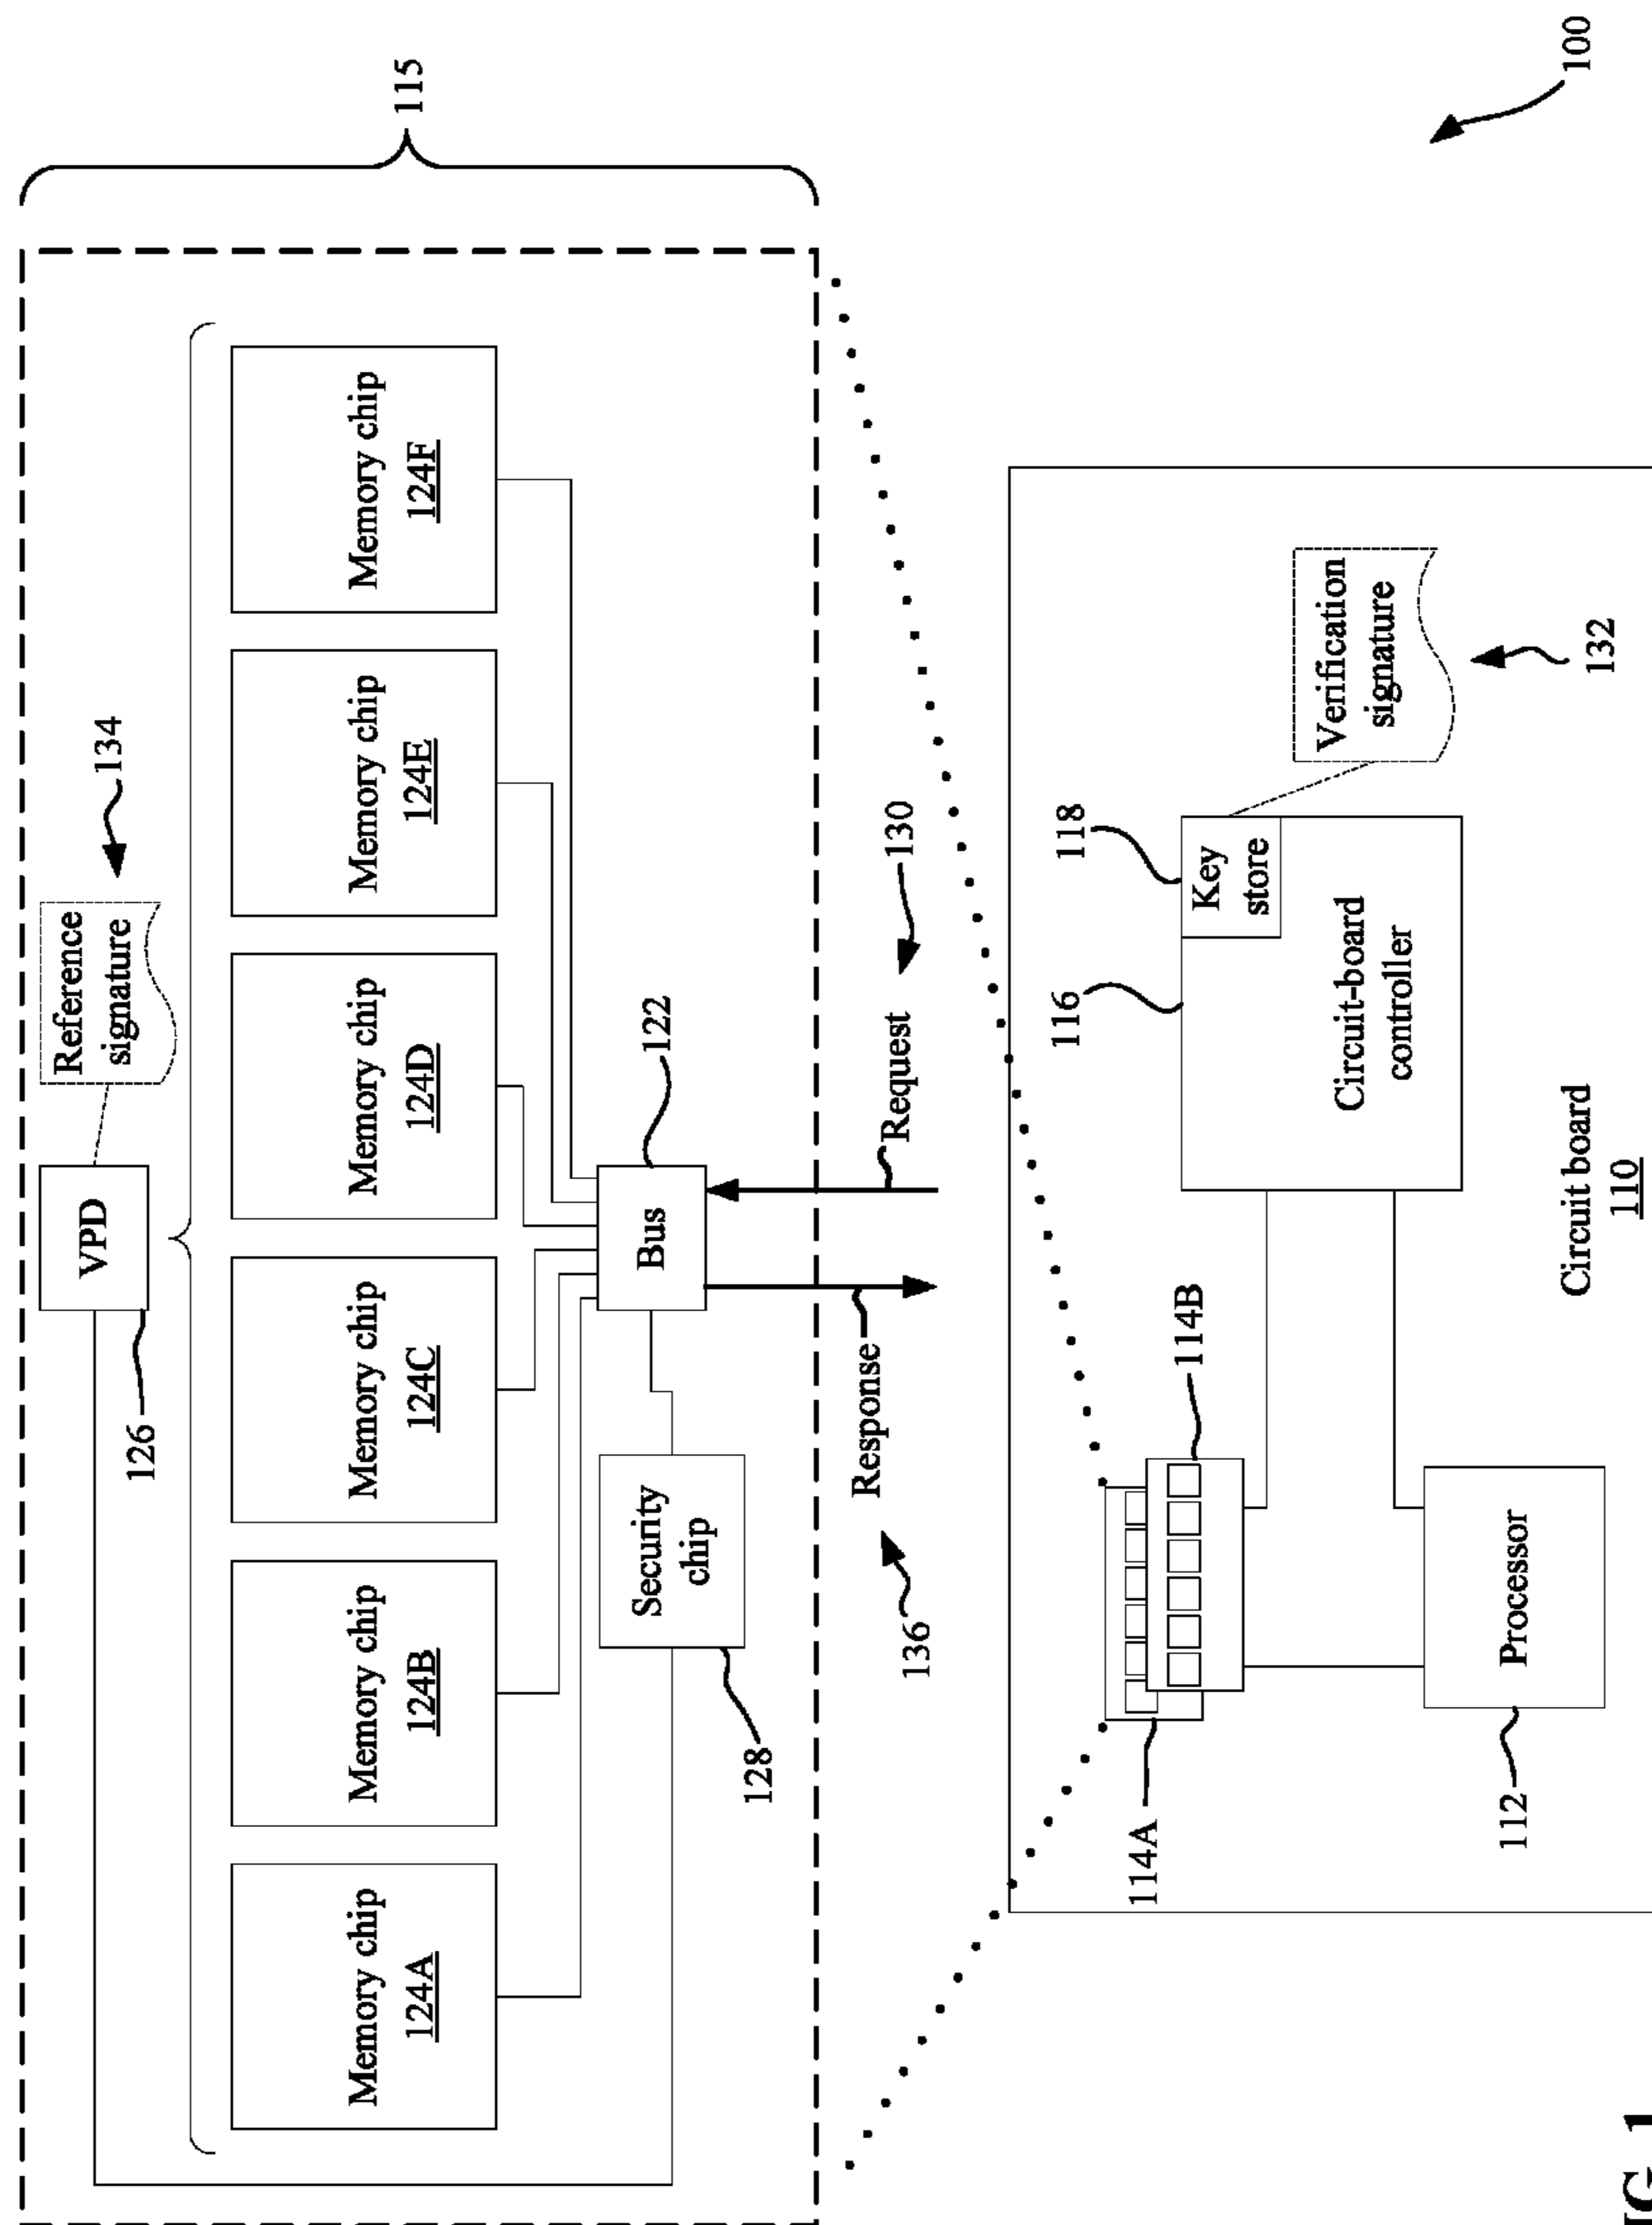 115
134
Reference
signature
VPD
126
Memory chip
124A
Memory chip
124B
Memory chip
124C
Memory chip
124D
Memory chip
124E
Memory chip
124F
Bus
122
Security
chip
128
Response
136
Request
130
100
114A
114B
116
118
Key
store
Circuit-board
controller
Verification
signature
132
Processor
112
Circuit board
110